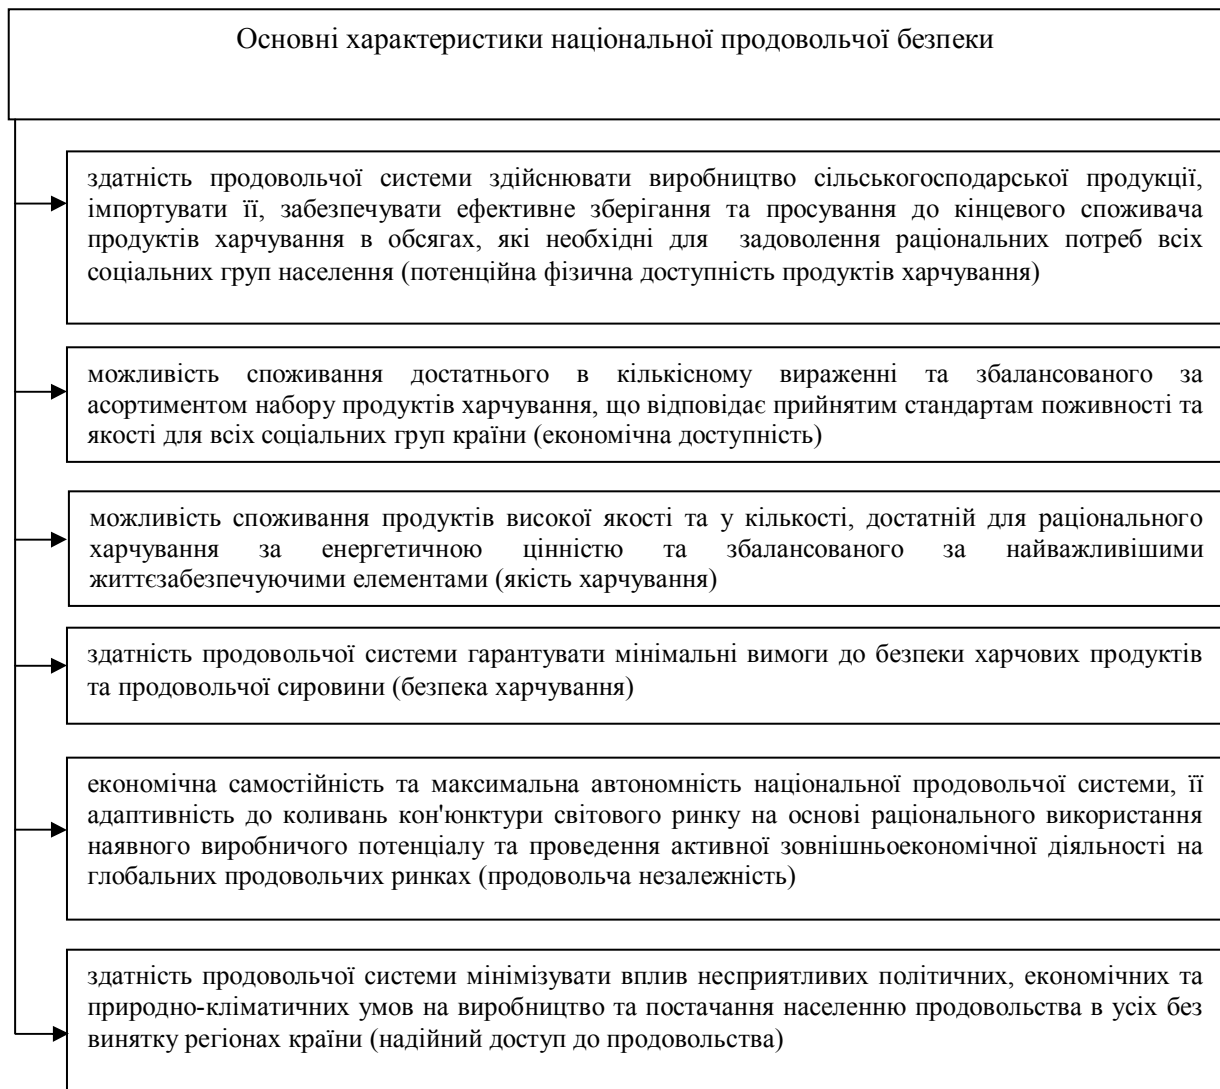 Основні характеристики національної продовольчої безпеки
здатність продовольчої системи здійснювати виробництво сільськогосподарської продукції,
імпортувати її, забезпечувати ефективне зберігання та просування до кінцевого споживача
продуктів харчування в обсягах, які необхідні для задоволення раціональних потреб всіх
соціальних груп населення (потенційна фізична доступність продуктів харчування)
можливість споживання достатнього в кількісному вираженні та збалансованого за
асортиментом набору продуктів харчування, що відповідає прийнятим стандартам поживності та
якості для всіх соціальних груп країни (економічна доступність)
можливість споживання продуктів високої якості та у кількості, достатній для раціонального
харчування за енергетичною цінністю та збалансованого за найважливішими
життєзабезпечуючими елементами (якість харчування)
здатність продовольчої системи гарантувати мінімальні вимоги до безпеки харчових продуктів
та продовольчої сировини (безпека харчування)
економічна самостійність та максимальна автономність національної продовольчої системи, її
адаптивність до коливань кон'юнктури світового ринку на основі раціонального використання
наявного виробничого потенціалу та проведення активної зовнішньоекономічної діяльності на
глобальних продовольчих ринках (продовольча незалежність)
здатність продовольчої системи мінімізувати вплив несприятливих політичних, економічних та
природно-кліматичних умов на виробництво та постачання населенню продовольства в усіх без
винятку регіонах країни (надійний доступ до продовольства)